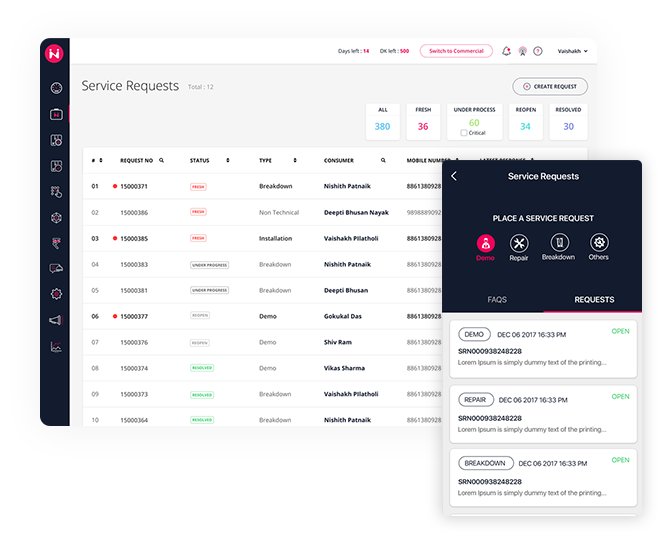 Days left : 14 DK left : 500 Switch to Commercial Vaishakh
Service Requests Total : 12
CREATE REQUEST
ALL FRESH UNDER PROCESS REOPEN RESOLVED
380 36 60 34 30
Critical
# REQUEST NO STATUS TYPE CONSUMER MOBILE NUMBER LATEST RESPONSE
01 15000371 FRESH Breakdown Nishith Patnaik 8861380928
02 15000386 FRESH Non Technical Deepti Bhusan Nayak 9898889092
03 15000385 FRESH Installation Vaishakh PIlatholi 8861380928
04 15000383 UNDER PROGRESS Breakdown Nishith Patnaik 8861380928
05 15000381 UNDER PROGRESS Breakdown Deepti Bhusan 8861380928
06 15000377 REOPEN Demo Gokukal Das 8861380928
07 15000376 REOPEN Demo Shiv Ram 8861380928
08 15000374 RESOLVED Demo Vikas Sharma 8861380928
09 15000373 RESOLVED Breakdown Vaishakh PIlatholi 8861380928
10 15000364 RESOLVED Breakdown Nishith Patnaik 8861380928
Service Requests
PLACE A SERVICE REQUEST
Demo Repair Breakdown Others
FAQS REQUESTS
DEMO DEC 06 2017 16:33 PM OPEN
SRN000938248228
Lorem Ipsum is simply dummy text of the printing...
REPAIR DEC 06 2017 16:33 PM OPEN
SRN000938248228
Lorem Ipsum is simply dummy text of the printing...
BREAKDOWN DEC 06 2017 16:33 PM OPEN
SRN000938248228
Lorem Ipsum is simply dummy text of the printing...